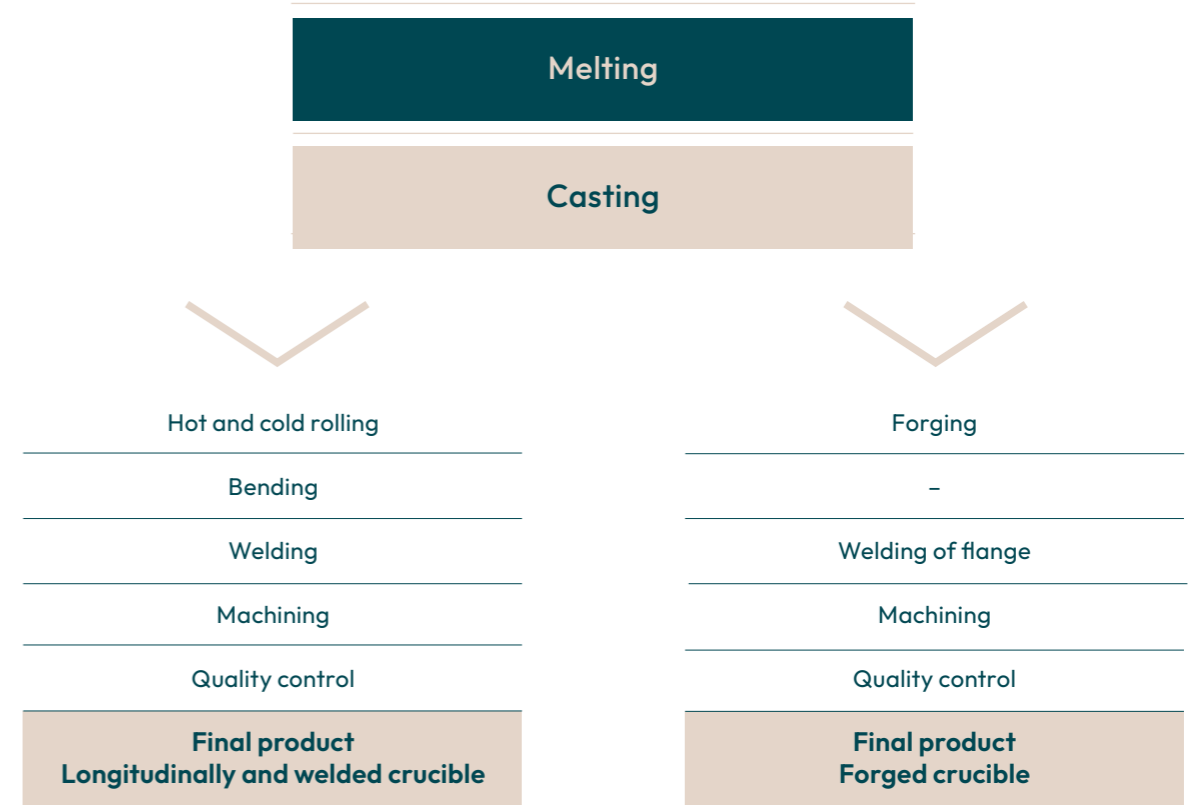 Melting
Casting
Hot and cold rolling
Bending
Welding
Machining
Quality control
Final product
Longitudinally and welded crucible
Forging
–
Welding of flange
Machining
Quality control
Final product
Forged crucible